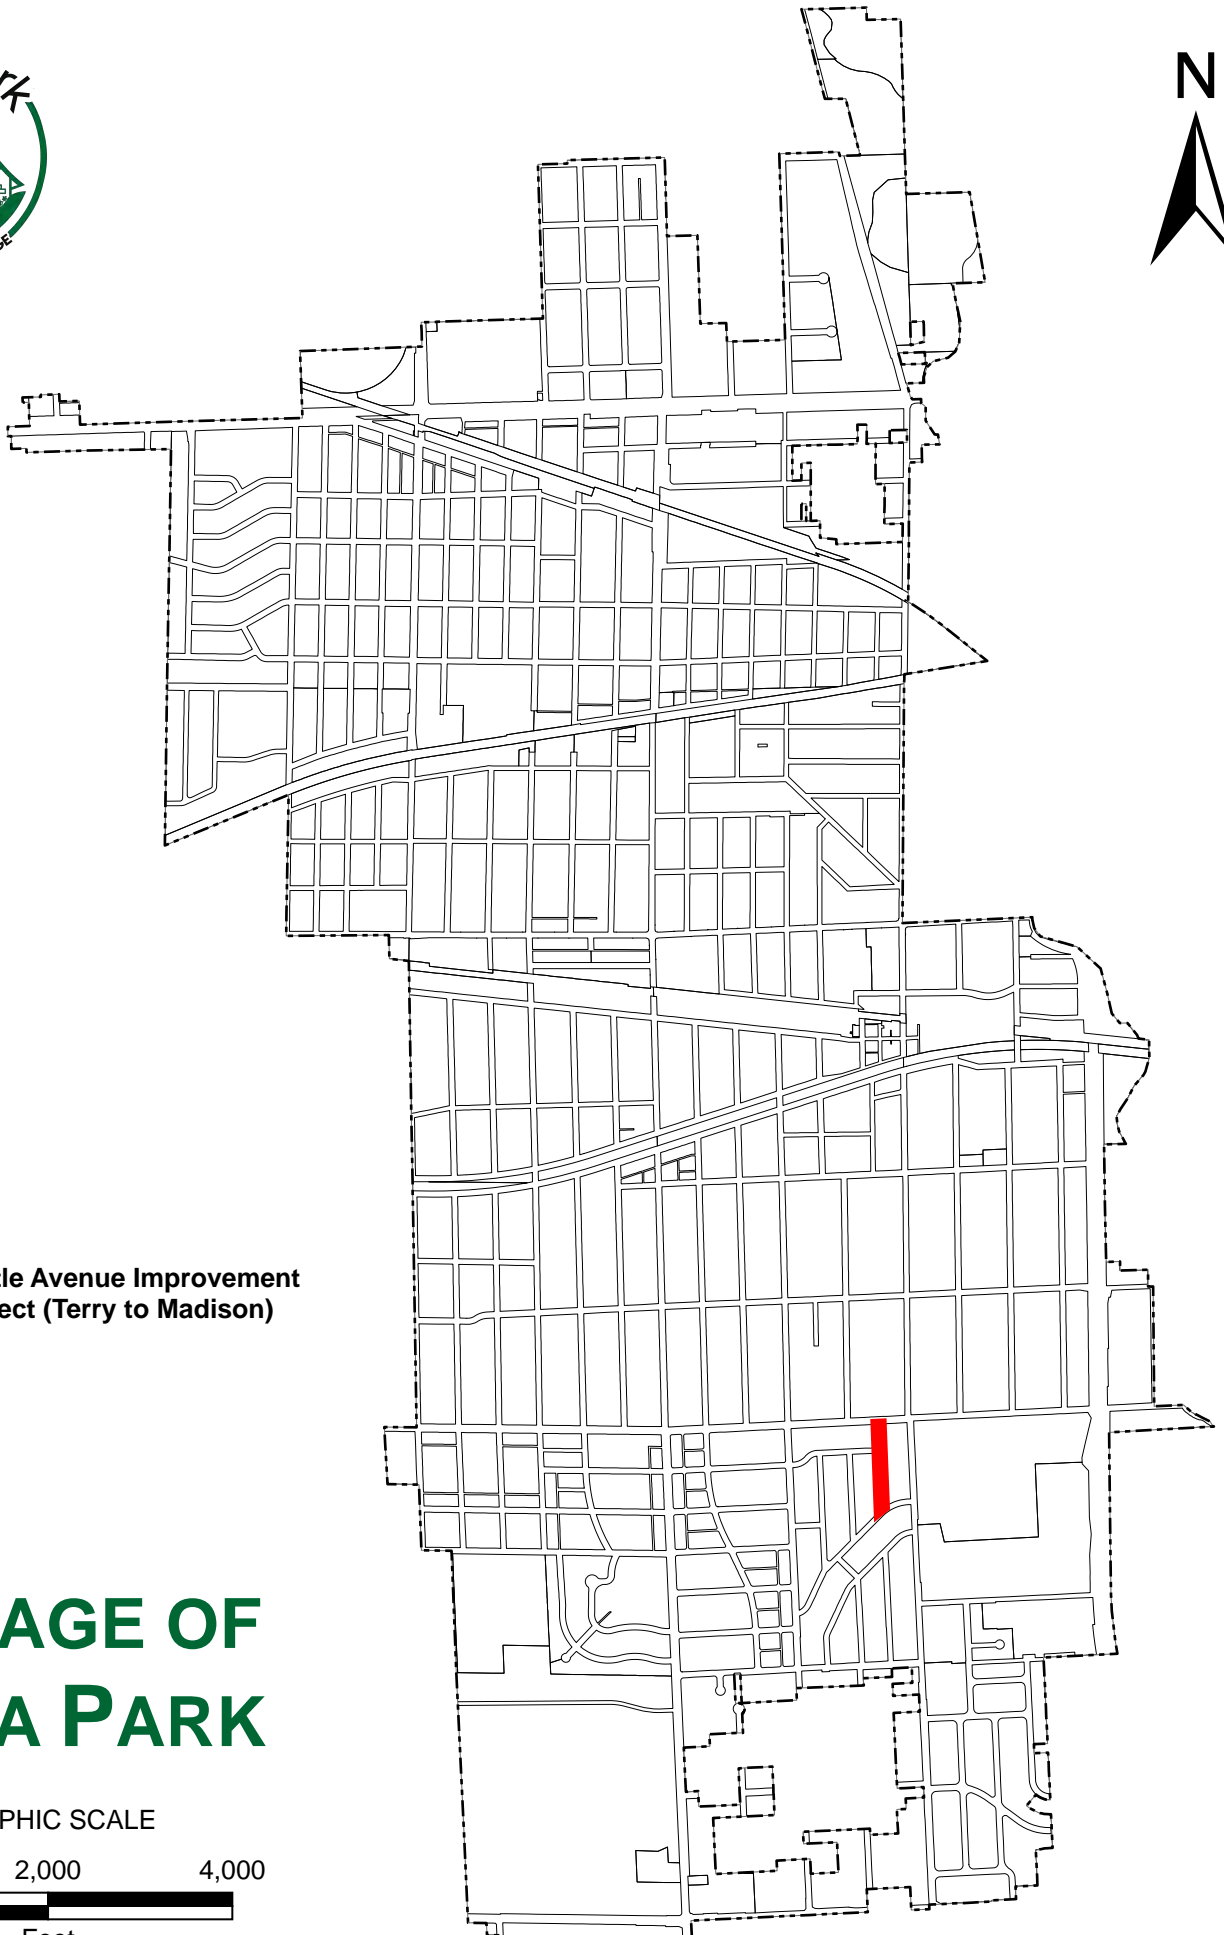 N
tle Avenue Improvement
ect (Terry to Madison)
AGE OF
A PARK
PHIC SCALE
2,000 4,000